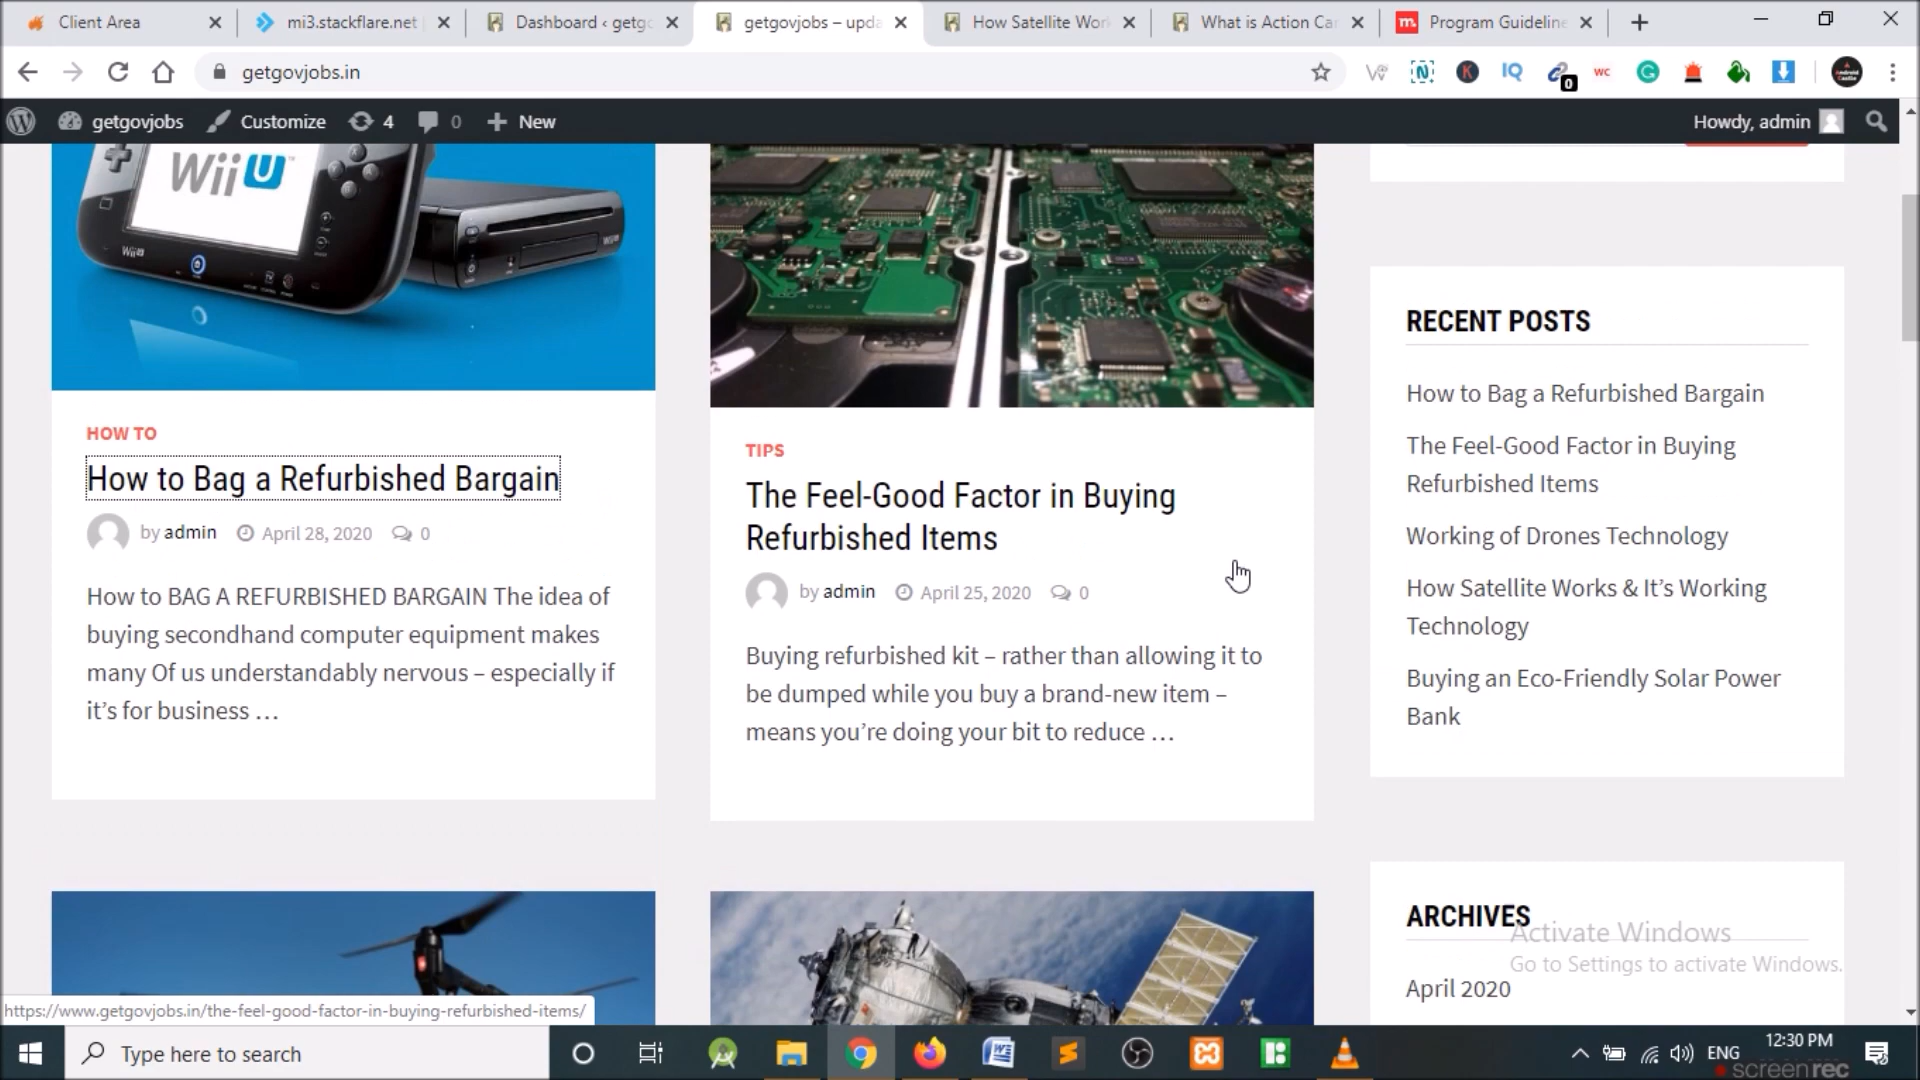 Client Area
mi3.stackflare.net
Dashboard ‹ getgo
getgovjobs – upda
How Satellite Work
What is Action Car
Program Guideline
getgovjobs.in
getgovjobs
Customize
4
0
New
Howdy, admin
Wii U
HOW TO
How to Bag a Refurbished Bargain
by admin April 28, 2020 0
How to BAG A REFURBISHED BARGAIN The idea of
buying secondhand computer equipment makes
many Of us understandably nervous – especially if
it's for business …
TIPS
The Feel-Good Factor in Buying
Refurbished Items
by admin April 25, 2020 0
Buying refurbished kit – rather than allowing it to
be dumped while you buy a brand-new item –
means you're doing your bit to reduce …
RECENT POSTS
How to Bag a Refurbished Bargain
The Feel-Good Factor in Buying
Refurbished Items
Working of Drones Technology
How Satellite Works & It's Working
Technology
Buying an Eco-Friendly Solar Power
Bank
ARCHIVES
April 2020
Activate Windows
Go to Settings to activate Windows.
https://www.getgovjobs.in/the-feel-good-factor-in-buying-refurbished-items/
Type here to search
ENG
12:30 PM
screenrec